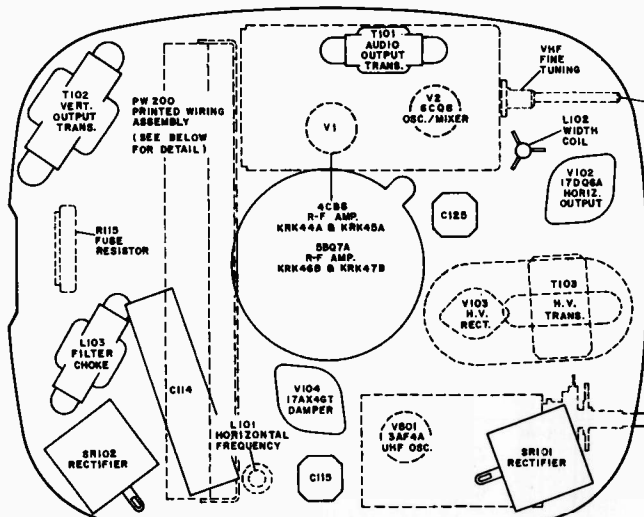 T101
AUDIO
OUTPUT
TRANS.
VHF
FINE
TUNING
T102
VERT.
OUTPUT
TRANS.
PW 200
PRINTED WIRING
ASSEMBLY
(SEE BELOW
FOR DETAIL)
V1
V2
6CQ8
OSC./MIXER
L102
WIDTH
COIL
V102
17DQ6A
HORIZ.
OUTPUT
4CB6
R-F AMP.
KRK44A & KRK45A
5BQ7A
R-F AMP.
KRK46B & KRK47B
C125
R115
FUSE
RESISTOR
V103
H.V.
RECT.
T103
H.V.
TRANS.
L103
FILTER
CHOKE
C114
V104
17AX4GT
DAMPER
L101
HORIZONTAL
FREQUENCY
V801
3AF4A
UHF OSC.
SR102
RECTIFIER
C115
SR101
RECTIFIER